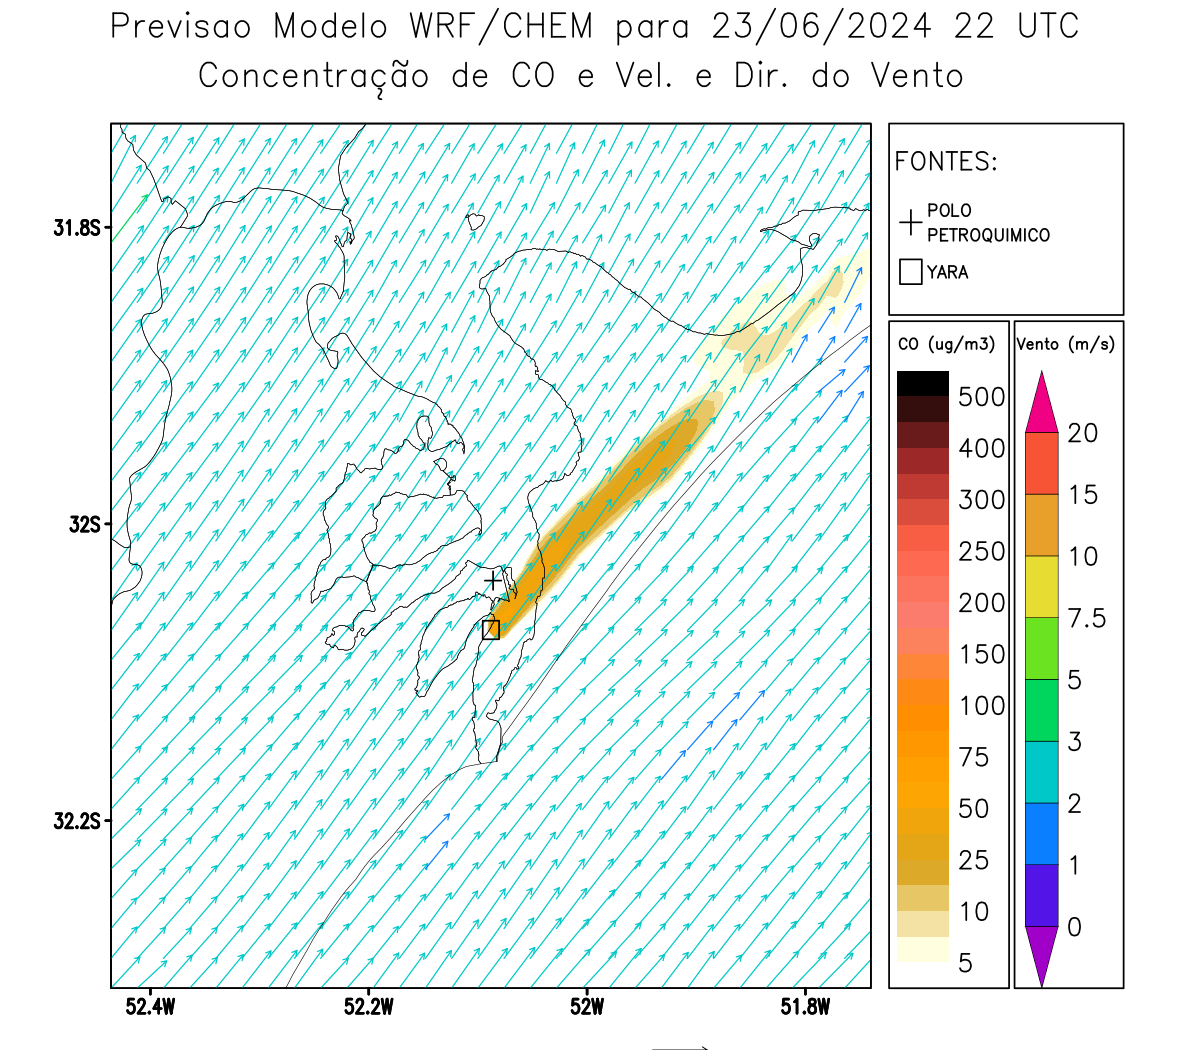 Previsao Modelo WRF/CHEM para 23/06/2024 22 UTC
Concentração de CO e Vel. e Dir. do Vento
FONTES:
POLO
PETROQUIMICO
YARA
CO (ug/m3)
500
400
300
250
200
150
100
75
50
25
10
5
Vento (m/s)
20
15
10
7.5
5
3
2
1
0
31.8S
32S
32.2S
52.4W
52.2W
52W
51.8W